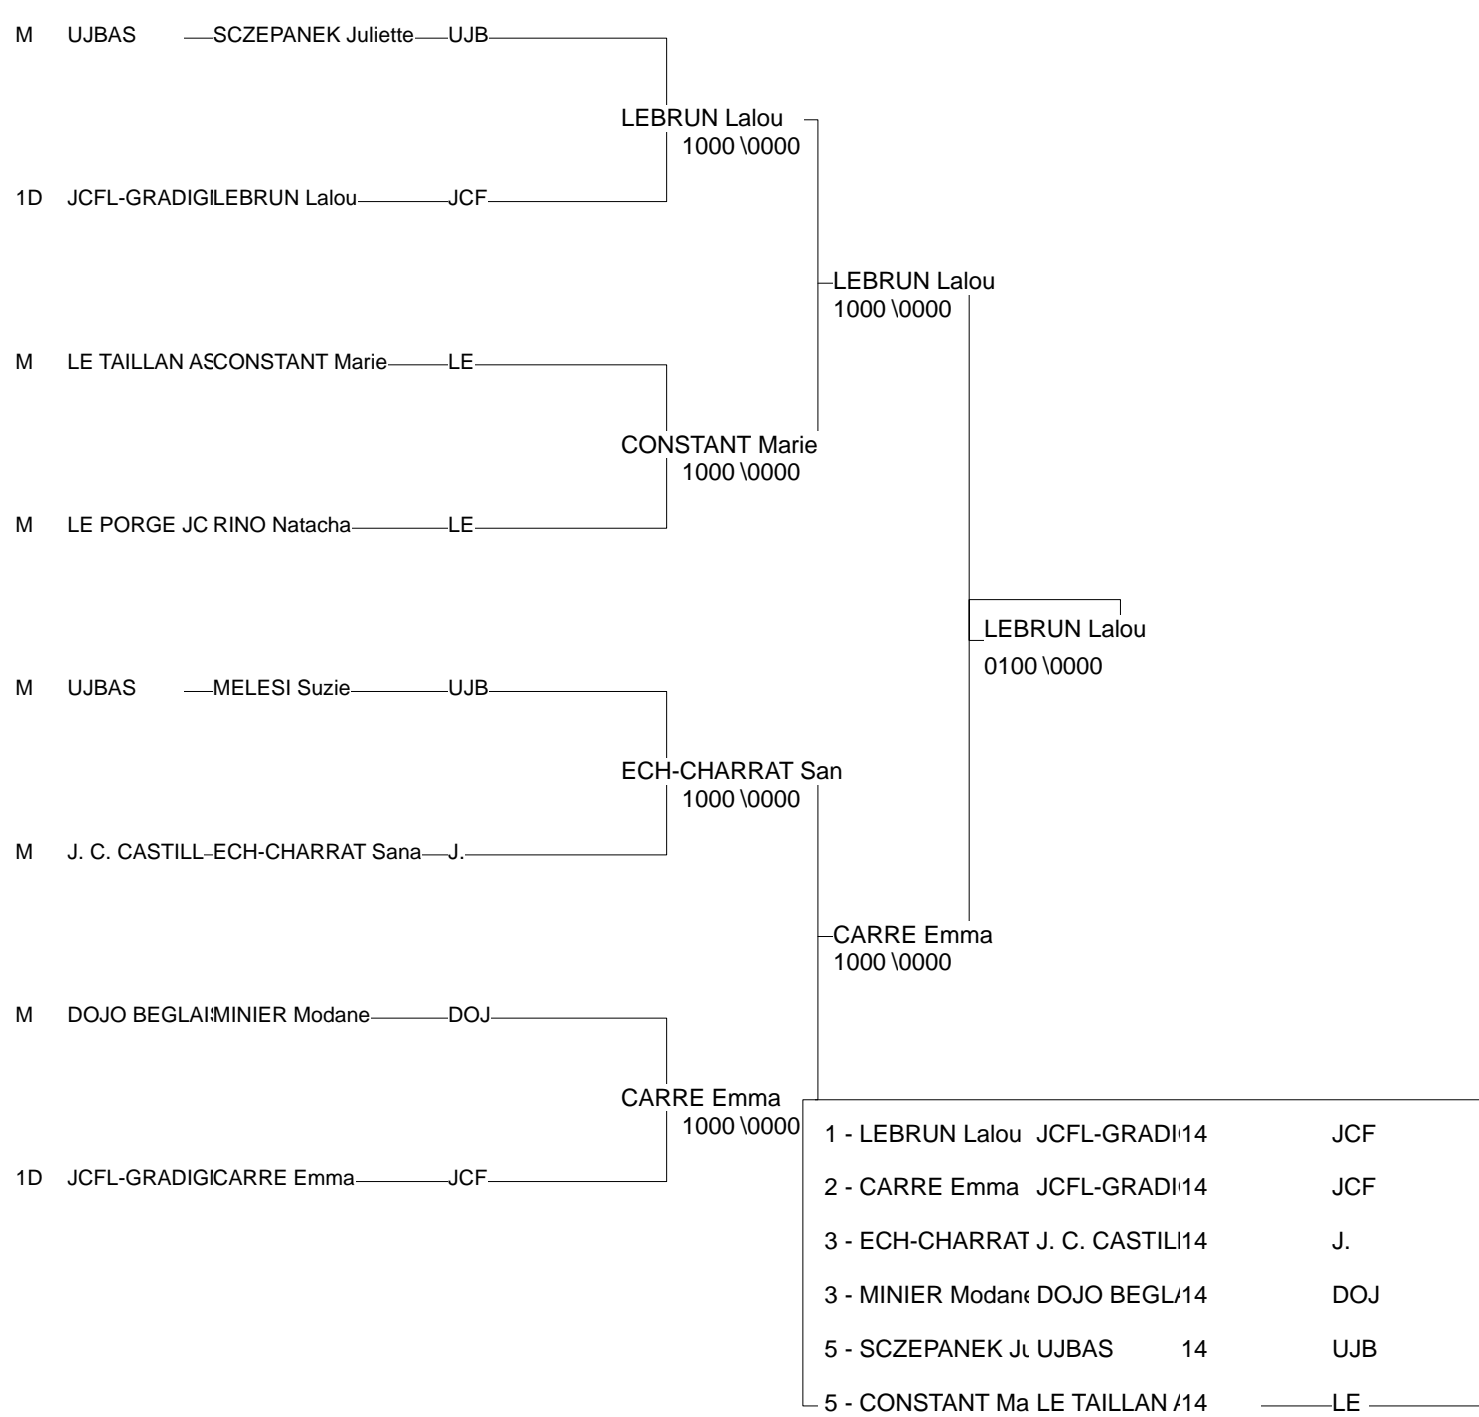 M UJBAS SCZEPANEK Juliette UJB
LEBRUN Lalou
1000 \0000
1D JCFL-GRADIGI LEBRUN Lalou JCF
LEBRUN Lalou
1000 \0000
M LE TAILLAN AS CONSTANT Marie LE
CONSTANT Marie
1000 \0000
M LE PORGE JC RINO Natacha LE
LEBRUN Lalou
0100 \0000
M UJBAS MELESI Suzie UJB
ECH-CHARRAT San
1000 \0000
M J. C. CASTILL ECH-CHARRAT Sana J.
CARRE Emma
1000 \0000
M DOJO BEGLAIS MINIER Modane DOJ
CARRE Emma
1000 \0000
1D JCFL-GRADIGI CARRE Emma JCF
1 - LEBRUN Lalou JCFL-GRADI 14 JCF
2 - CARRE Emma JCFL-GRADI 14 JCF
3 - ECH-CHARRAT J. C. CASTIL 14 J.
3 - MINIER Modane DOJO BEGLA 14 DOJ
5 - SCZEPANEK Ju UJBAS 14 UJB
5 - CONSTANT Ma LE TAILLAN A 14 LE